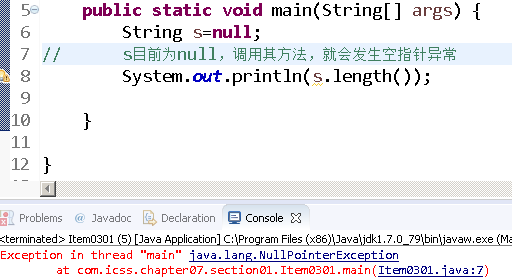 5 public static void main(String[] args) {
6 String s=null;
7 // s目前为null，调用其方法，就会发生空指针异常
8 System.out.println(s.length());
9
10 }
11
12 }
Problems @ Javadoc Declaration Console
<terminated> Item0301 (5) [Java Application] C:\Program Files (x86)\Java\jdk1.7.0_79\bin\javaw.exe (Ma
Exception in thread "main" java.lang.NullPointerException
at com.icss.chapter07.section01.Item0301.main(Item0301.java:7)